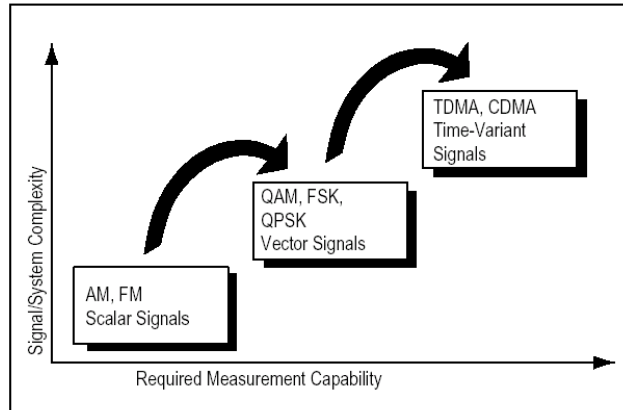 TDMA, CDMA
Time-Variant
Signals
QAM, FSK,
QPSK
Vector Signals
AM, FM
Scalar Signals
Signal/System Complexity
Required Measurement Capability